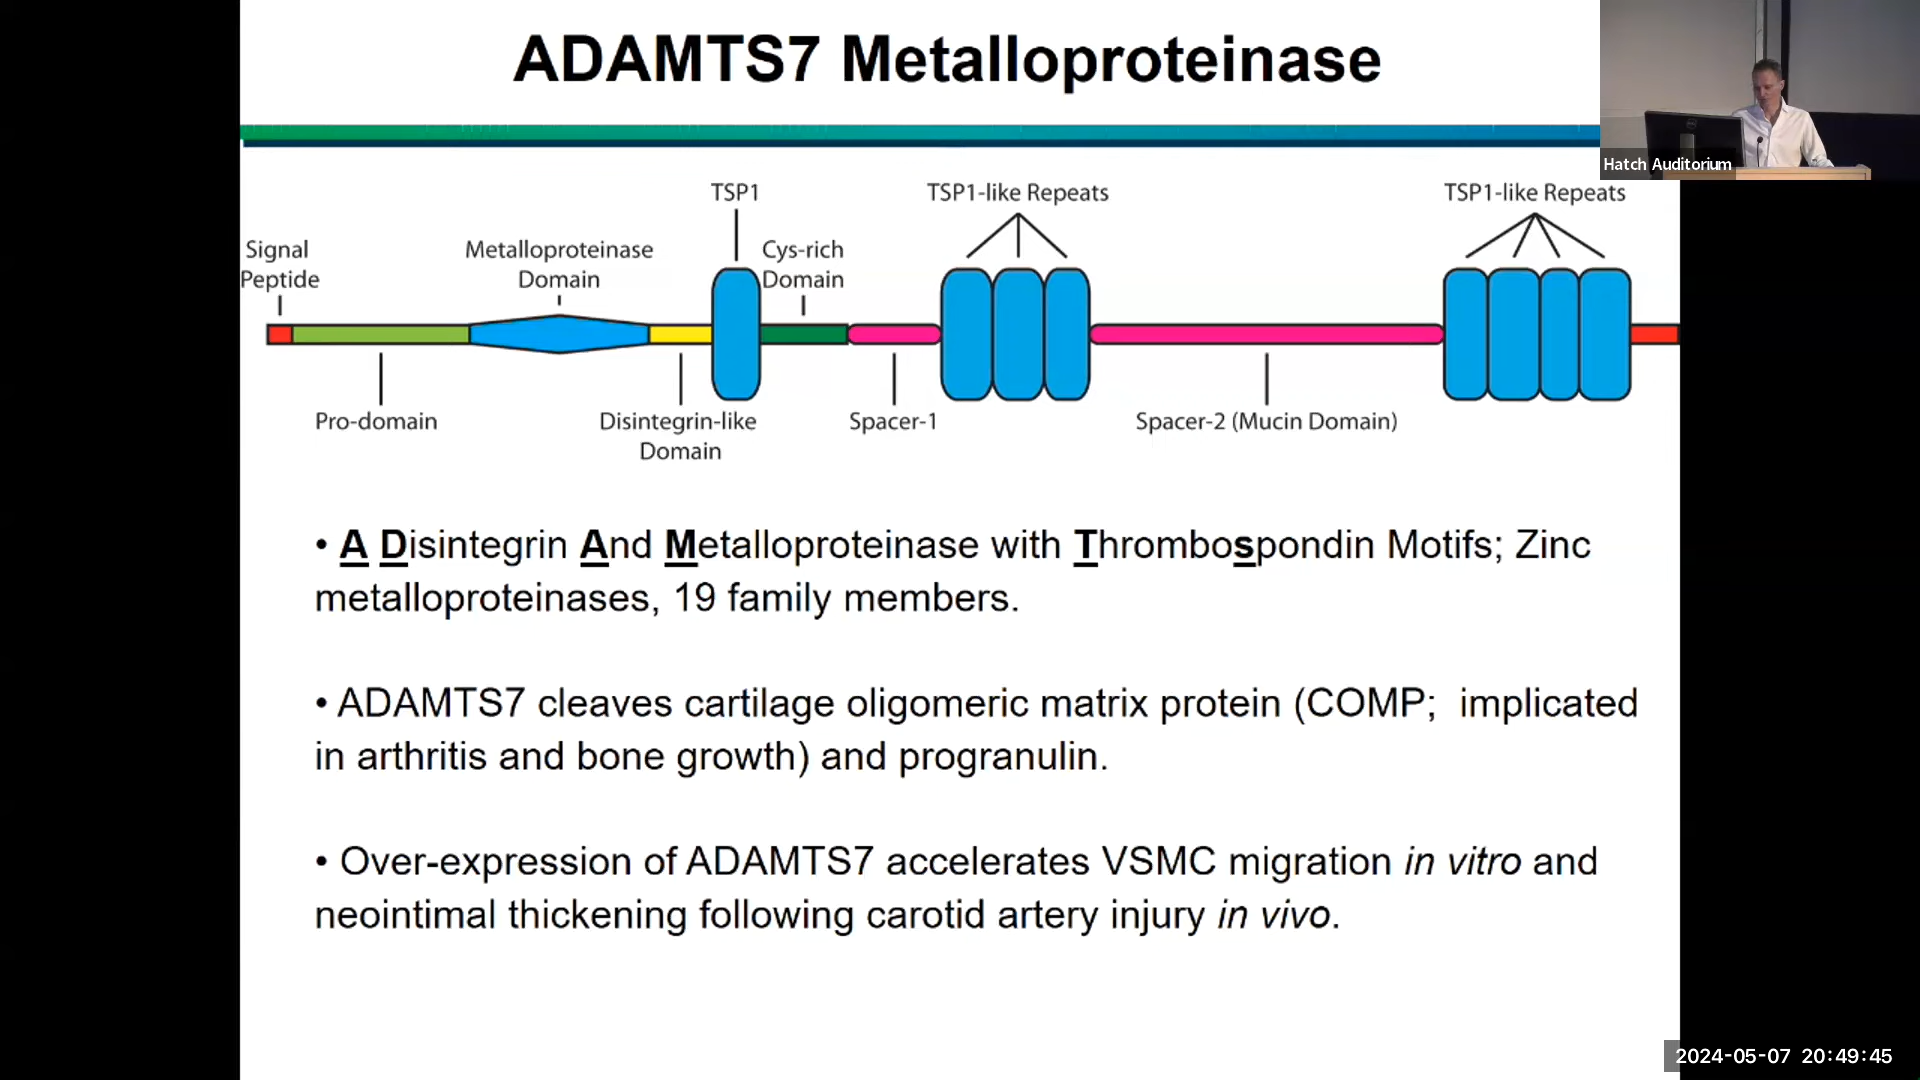 ADAMTS7 Metalloproteinase
Hatch Auditorium
TSP1
TSP1-like Repeats
TSP1-like Repeats
Signal
Peptide
Metalloproteinase
Domain
Cys-rich
Domain
Pro-domain
Disintegrin-like
Domain
Spacer-1
Spacer-2 (Mucin Domain)
• A Disintegrin And Metalloproteinase with Thrombospondin Motifs; Zinc
metalloproteinases, 19 family members.
• ADAMTS7 cleaves cartilage oligomeric matrix protein (COMP; implicated
in arthritis and bone growth) and progranulin.
• Over-expression of ADAMTS7 accelerates VSMC migration in vitro and
neointimal thickening following carotid artery injury in vivo.
2024-05-07 20:49:45